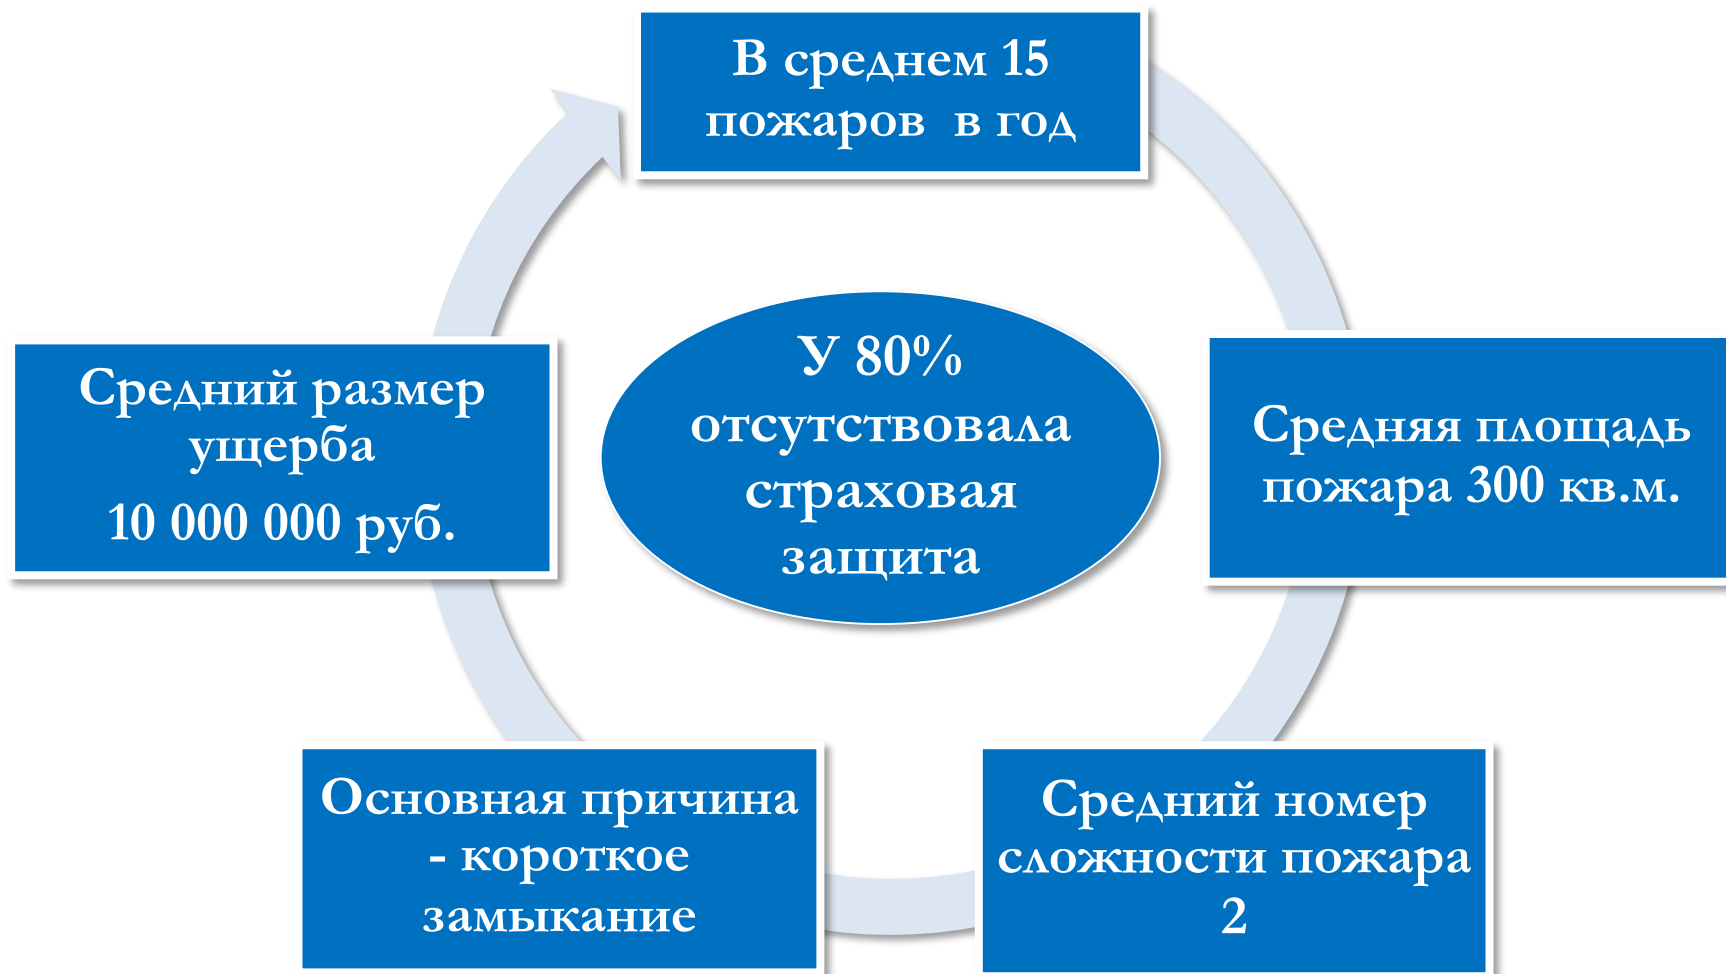 В среднем 15
пожаров в год
Средняя площадь
пожара 300 кв.м.
Средний номер
сложности пожара
2
Основная причина
- короткое
замыкание
Средний размер
ущерба
10 000 000 руб.
У 80%
отсутствовала
страховая
защита